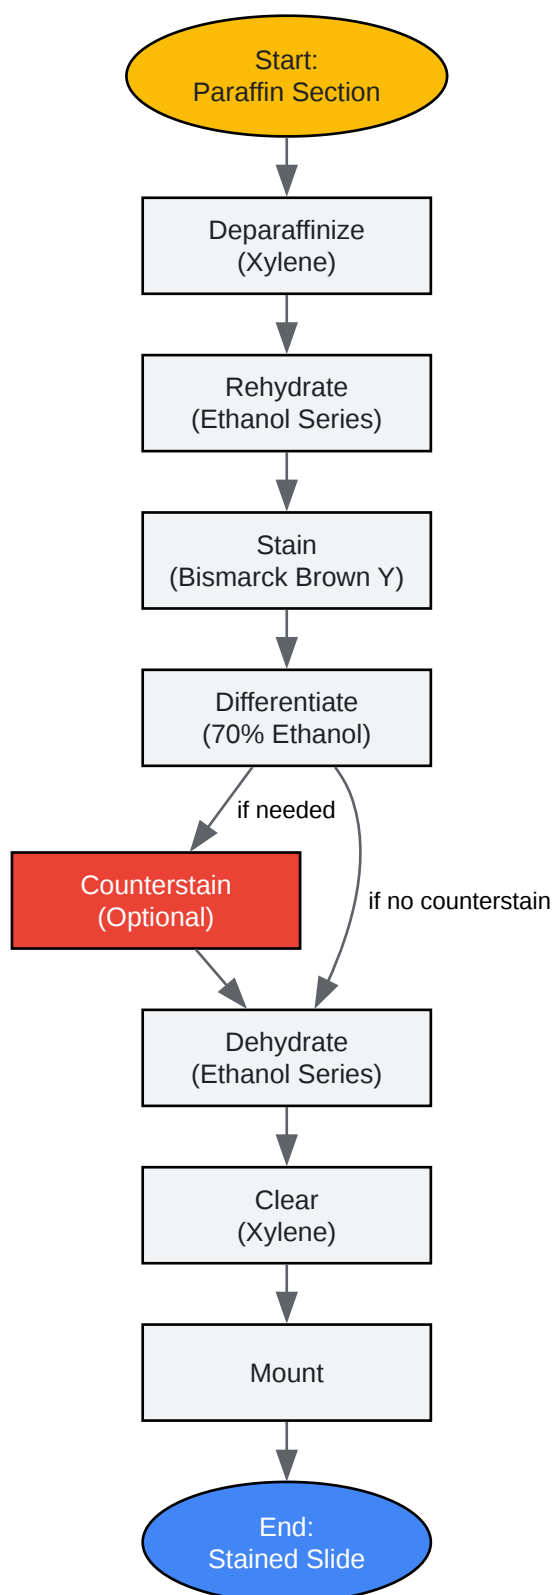 Start:
Paraffin Section
Deparaffinize
(Xylene)
Rehydrate
(Ethanol Series)
Stain
(Bismarck Brown Y)
Differentiate
(70% Ethanol)
if needed
Counterstain
(Optional)
if no counterstain
Dehydrate
(Ethanol Series)
Clear
(Xylene)
Mount
End:
Stained Slide